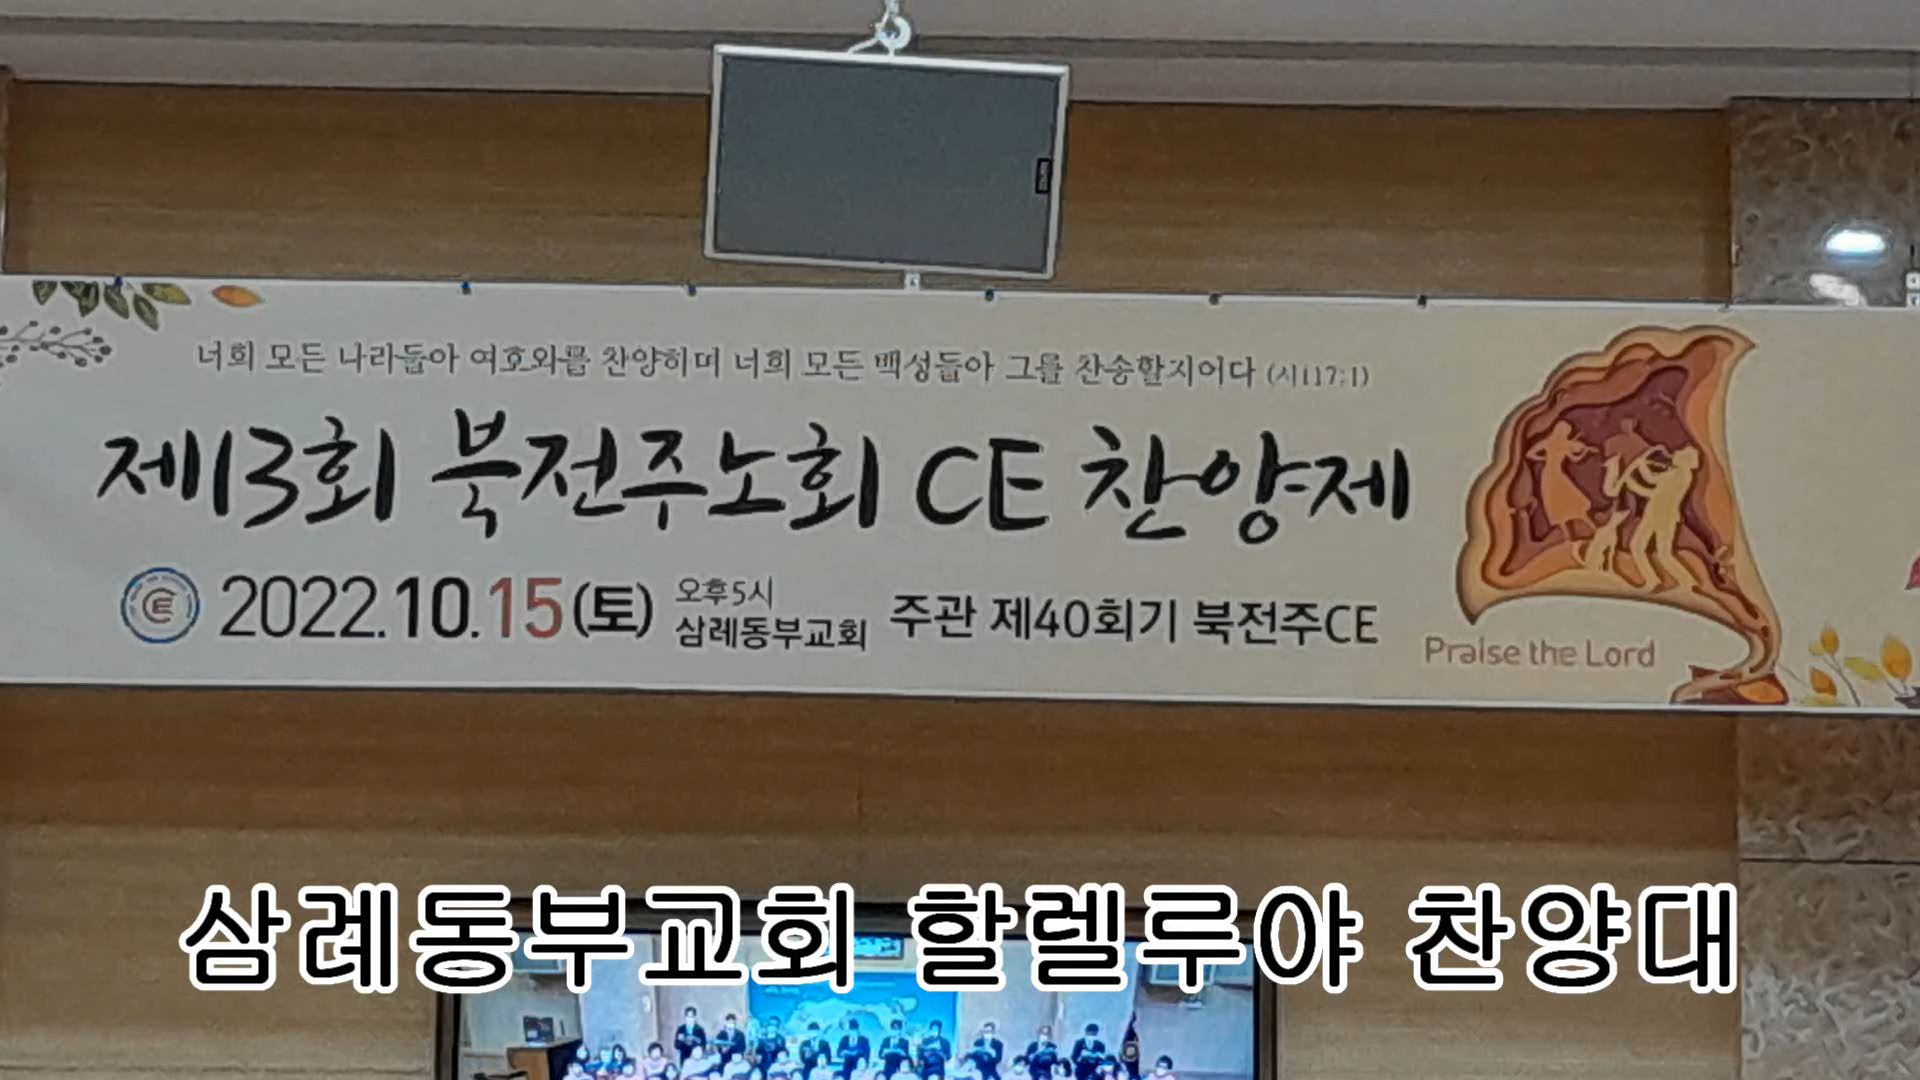 너희 모든 나라들아 여호와를 찬양하며 너희 모든 백성들아 그를 찬송할지어다 (시117:1)
제13회 북전주노회 CE 찬양제
CE 2022.10.15(토) 오후5시
삼례동부교회
주관 제40회기 북전주CE
Praise the Lord
삼례동부교회 할렐루야 찬양대